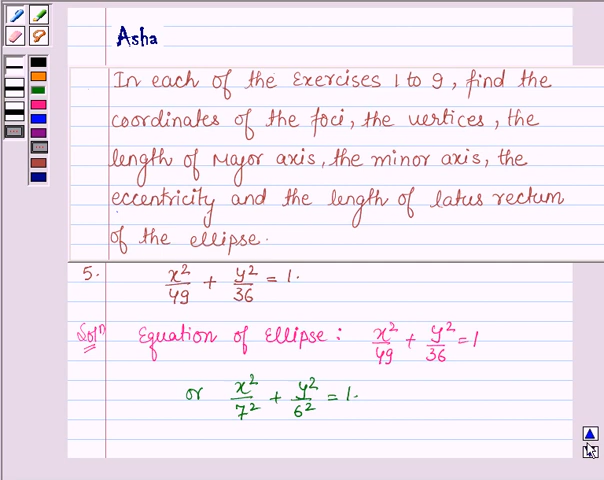 Asha
In each of the Exercises 1 to 9, find the
coordinates of the foci, the vertices, the
length of Major axis, the minor axis, the
eccentricity and the length of latus rectum
of the ellipse.
5. x²/49 + y²/36 = 1.
Solⁿ Equation of Ellipse: x²/49 + y²/36 = 1
or x²/7² + y²/6² = 1.